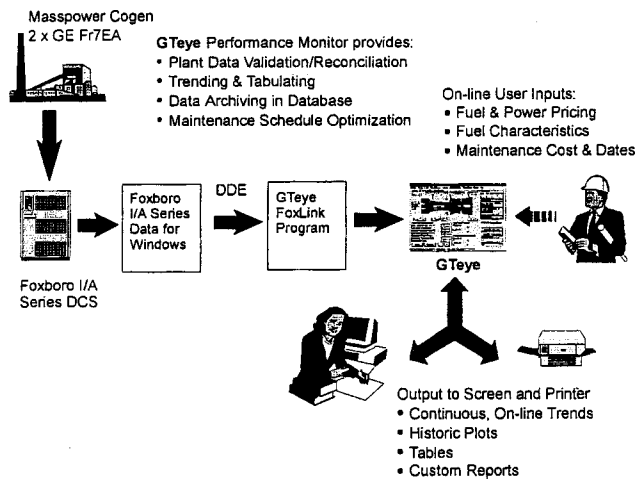 Masspower Cogen
2 x GE Fr7EA
GTeye Performance Monitor provides:
• Plant Data Validation/Reconciliation
• Trending & Tabulating
• Data Archiving in Database
• Maintenance Schedule Optimization
On-line User Inputs:
• Fuel & Power Pricing
• Fuel Characteristics
• Maintenance Cost & Dates
Foxboro I/A
Series DCS
Foxboro
I/A Series
Data for
Windows
DDE
GTeye
FoxLink
Program
GTeye
Output to Screen and Printer
• Continuous, On-line Trends
• Historic Plots
• Tables
• Custom Reports